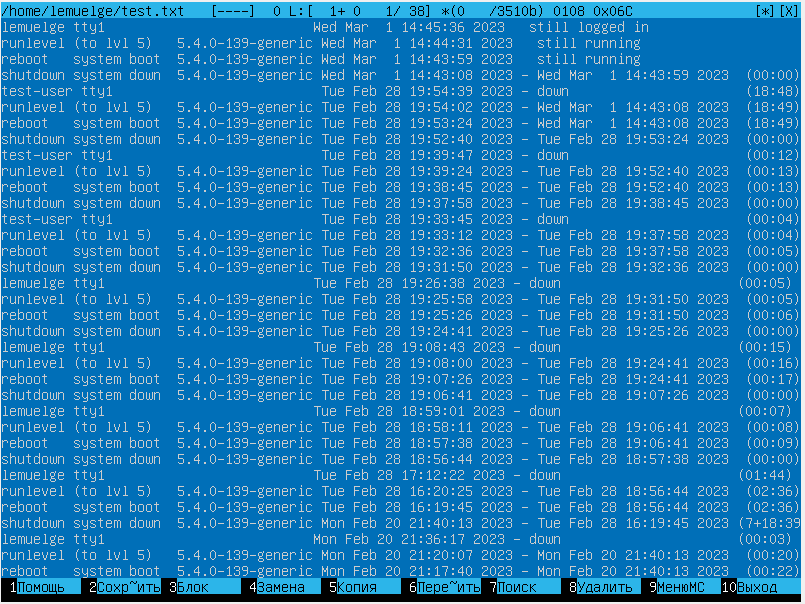 /home/lemuelge/test.txt   [----]  0 L:[  1+ 0   1/ 38] *(0   /3510b) 0108 0x06C   [*][X]
lemuelge tty1                          Wed Mar  1 14:45:36 2023   still logged in
runlevel (to lvl 5)   5.4.0-139-generic Wed Mar  1 14:44:31 2023   still running
reboot   system boot  5.4.0-139-generic Wed Mar  1 14:43:59 2023   still running
shutdown system down  5.4.0-139-generic Wed Mar  1 14:43:08 2023 - Wed Mar  1 14:43:59 2023  (00:00)
test-user tty1                          Tue Feb 28 19:54:39 2023 - down                      (18:48)
runlevel (to lvl 5)   5.4.0-139-generic Tue Feb 28 19:54:02 2023 - Wed Mar  1 14:43:08 2023  (18:49)
reboot   system boot  5.4.0-139-generic Tue Feb 28 19:53:24 2023 - Wed Mar  1 14:43:08 2023  (18:49)
shutdown system down  5.4.0-139-generic Tue Feb 28 19:52:40 2023 - Tue Feb 28 19:53:24 2023  (00:00)
test-user tty1                          Tue Feb 28 19:39:47 2023 - down                      (00:12)
runlevel (to lvl 5)   5.4.0-139-generic Tue Feb 28 19:39:24 2023 - Tue Feb 28 19:52:40 2023  (00:13)
reboot   system boot  5.4.0-139-generic Tue Feb 28 19:38:45 2023 - Tue Feb 28 19:52:40 2023  (00:13)
shutdown system down  5.4.0-139-generic Tue Feb 28 19:37:58 2023 - Tue Feb 28 19:38:45 2023  (00:00)
test-user tty1                          Tue Feb 28 19:33:45 2023 - down                      (00:04)
runlevel (to lvl 5)   5.4.0-139-generic Tue Feb 28 19:33:12 2023 - Tue Feb 28 19:37:58 2023  (00:04)
reboot   system boot  5.4.0-139-generic Tue Feb 28 19:32:36 2023 - Tue Feb 28 19:37:58 2023  (00:05)
shutdown system down  5.4.0-139-generic Tue Feb 28 19:31:50 2023 - Tue Feb 28 19:32:36 2023  (00:00)
lemuelge tty1                          Tue Feb 28 19:26:38 2023 - down                      (00:05)
runlevel (to lvl 5)   5.4.0-139-generic Tue Feb 28 19:25:58 2023 - Tue Feb 28 19:31:50 2023  (00:05)
reboot   system boot  5.4.0-139-generic Tue Feb 28 19:25:26 2023 - Tue Feb 28 19:31:50 2023  (00:06)
shutdown system down  5.4.0-139-generic Tue Feb 28 19:24:41 2023 - Tue Feb 28 19:25:26 2023  (00:00)
lemuelge tty1                          Tue Feb 28 19:08:43 2023 - down                      (00:15)
runlevel (to lvl 5)   5.4.0-139-generic Tue Feb 28 19:08:00 2023 - Tue Feb 28 19:24:41 2023  (00:16)
reboot   system boot  5.4.0-139-generic Tue Feb 28 19:07:26 2023 - Tue Feb 28 19:24:41 2023  (00:17)
shutdown system down  5.4.0-139-generic Tue Feb 28 19:06:41 2023 - Tue Feb 28 19:07:26 2023  (00:00)
lemuelge tty1                          Tue Feb 28 18:59:01 2023 - down                      (00:07)
runlevel (to lvl 5)   5.4.0-139-generic Tue Feb 28 18:58:11 2023 - Tue Feb 28 19:06:41 2023  (00:08)
reboot   system boot  5.4.0-139-generic Tue Feb 28 18:57:38 2023 - Tue Feb 28 19:06:41 2023  (00:09)
shutdown system down  5.4.0-139-generic Tue Feb 28 18:56:44 2023 - Tue Feb 28 18:57:38 2023  (00:00)
lemuelge tty1                          Tue Feb 28 17:12:22 2023 - down                      (01:44)
runlevel (to lvl 5)   5.4.0-139-generic Tue Feb 28 16:20:25 2023 - Tue Feb 28 18:56:44 2023  (02:36)
reboot   system boot  5.4.0-139-generic Tue Feb 28 16:19:45 2023 - Tue Feb 28 18:56:44 2023  (02:36)
shutdown system down  5.4.0-139-generic Mon Feb 20 21:40:13 2023 - Tue Feb 28 16:19:45 2023 (7+18:39
lemuelge tty1                          Mon Feb 20 21:36:17 2023 - down                      (00:03)
runlevel (to lvl 5)   5.4.0-139-generic Mon Feb 20 21:20:07 2023 - Mon Feb 20 21:40:13 2023  (00:20)
reboot   system boot  5.4.0-139-generic Mon Feb 20 21:17:40 2023 - Mon Feb 20 21:40:13 2023  (00:22)
1Помощь   2Сохр~ить 3Блок     4Замена   5Копия    6Пере~ить 7Поиск    8Удалить  9МенюMC  10Выход